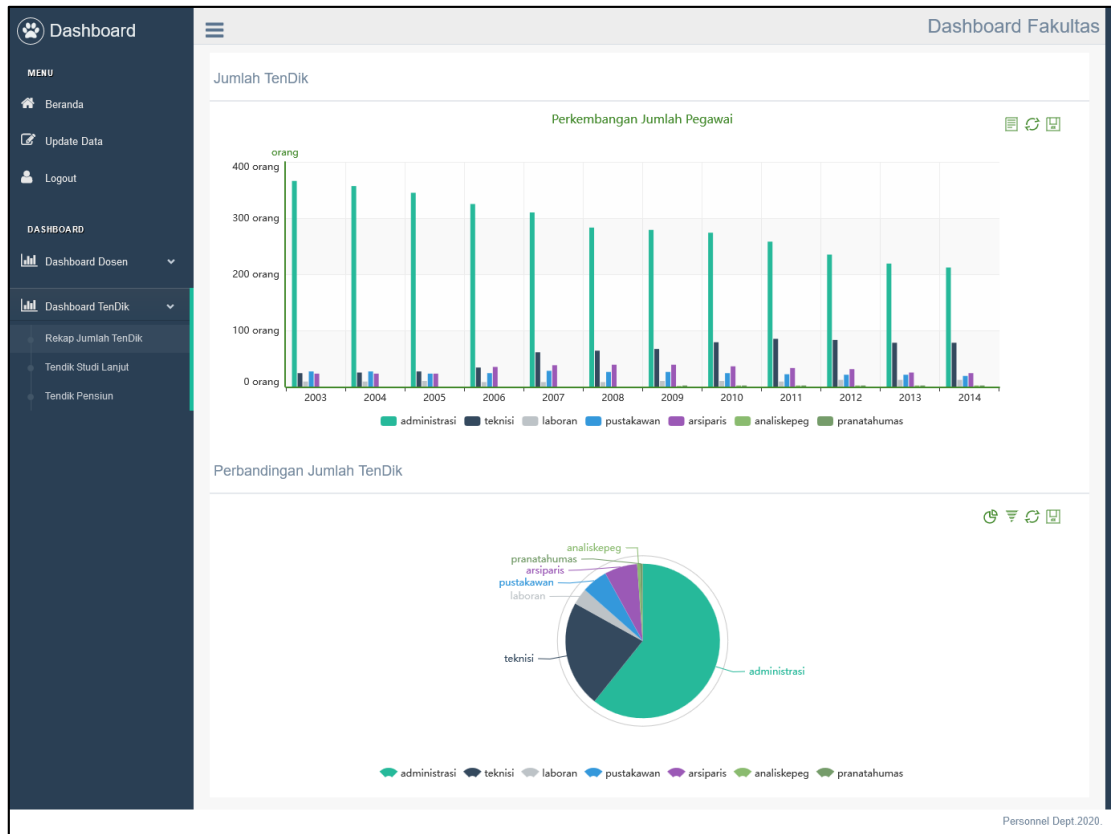 Dashboard
MENU
Beranda
Update Data
Logout
DASHBOARD
Dashboard Dosen
Dashboard TenDik
Rekap Jumlah TenDik
Tendik Studi Lanjut
Tendik Pensiun
Dashboard Fakultas
Jumlah TenDik
Perkembangan Jumlah Pegawai
orang
400 orang
300 orang
200 orang
100 orang
0 orang
2003 2004 2005 2006 2007 2008 2009 2010 2011 2012 2013 2014
administrasi teknisi laboran pustakawan arsiparis analiskepeg pranatahumas
Perbandingan Jumlah TenDik
analiskepeg
pranatahumas
arsiparis
pustakawan
laboran
teknisi
administrasi
administrasi teknisi laboran pustakawan arsiparis analiskepeg pranatahumas
Personnel Dept.2020.